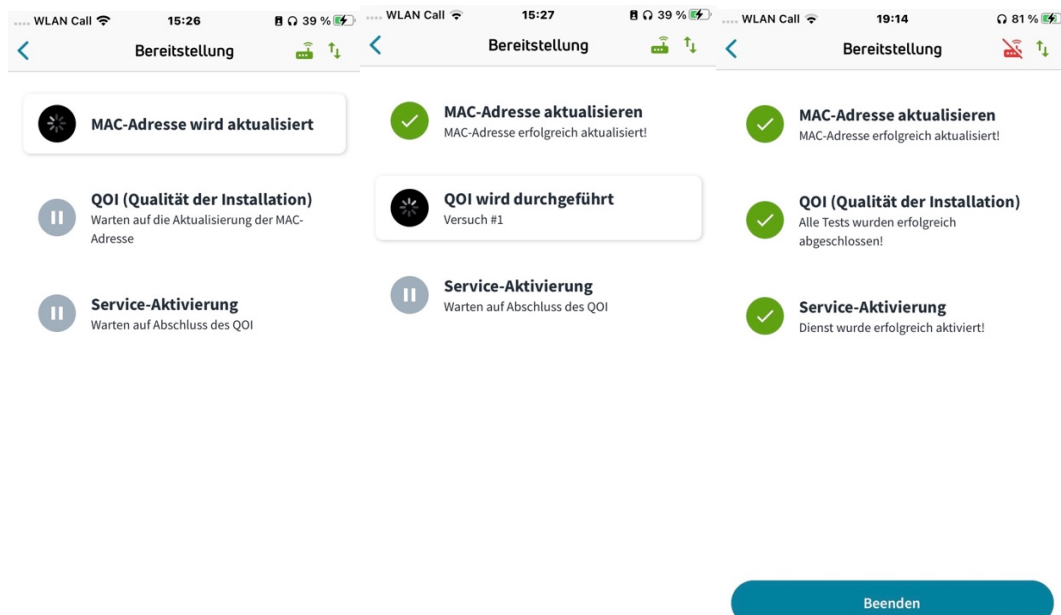 WLAN Call 15:26 39 %
Bereitstellung
MAC-Adresse wird aktualisiert
QOI (Qualität der Installation)
Warten auf die Aktualisierung der MAC-
Adresse
Service-Aktivierung
Warten auf Abschluss des QOI
WLAN Call 15:27 39 %
Bereitstellung
MAC-Adresse aktualisieren
MAC-Adresse erfolgreich aktualisiert!
QOI wird durchgeführt
Versuch #1
Service-Aktivierung
Warten auf Abschluss des QOI
WLAN Call 19:14 81 %
Bereitstellung
MAC-Adresse aktualisieren
MAC-Adresse erfolgreich aktualisiert!
QOI (Qualität der Installation)
Alle Tests wurden erfolgreich
abgeschlossen!
Service-Aktivierung
Dienst wurde erfolgreich aktiviert!
Beenden